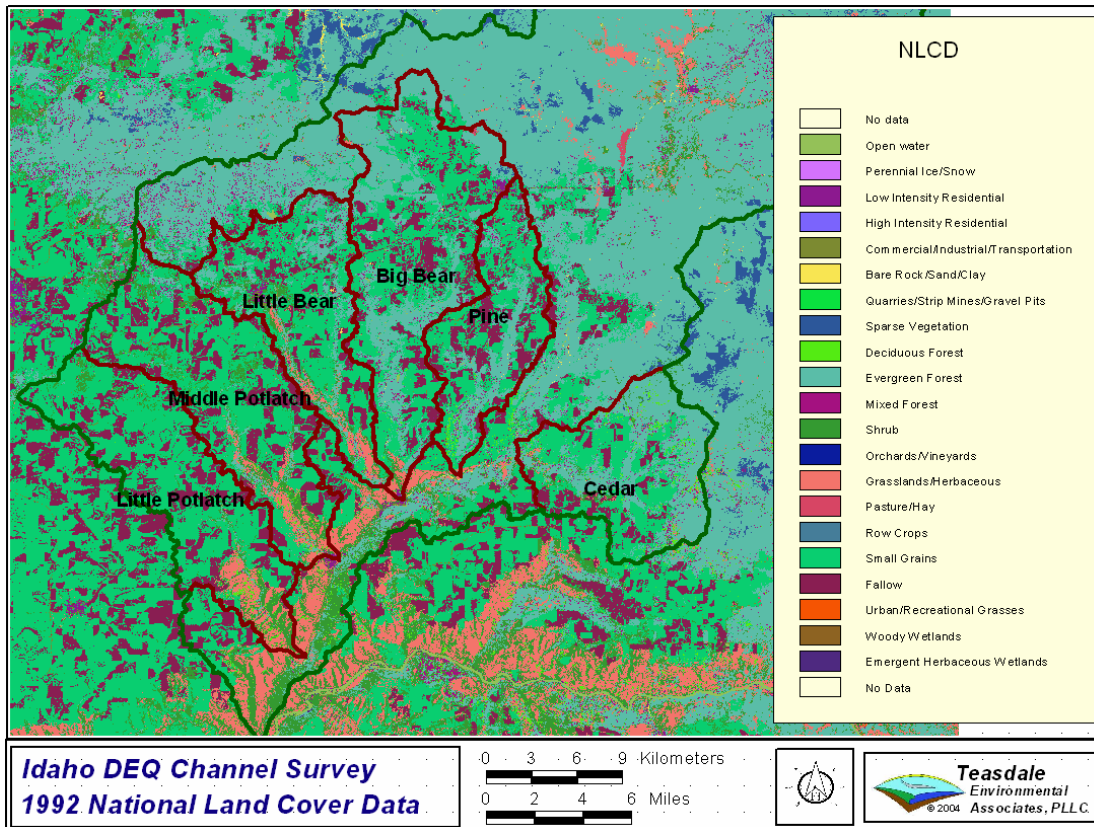 NLCD
No data
Open water
Perennial Ice/Snow
Low Intensity Residential
High Intensity Residential
Commercial/Industrial/Transportation
Bare Rock/Sand/Clay
Quarries/Strip Mines/Gravel Pits
Sparse Vegetation
Deciduous Forest
Evergreen Forest
Mixed Forest
Shrub
Orchards/Vineyards
Grasslands/Herbaceous
Pasture/Hay
Row Crops
Small Grains
Fallow
Urban/Recreational Grasses
Woody Wetlands
Emergent Herbaceous Wetlands
No Data
Big Bear
Little Bear
Pine
Middle Potlatch
Little Potlatch
Cedar
Idaho DEQ Channel Survey
1992 National Land Cover Data
0 3 6 9 Kilometers
0 2 4 6 Miles
Teasdale
Environmental
© 2004 Associates, PLLC.